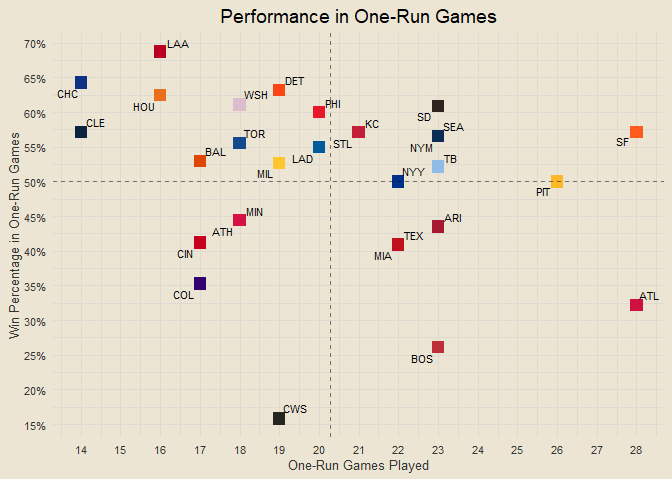 Performance in One-Run Games
Win Percentage in One-Run Games
70%
65%
60%
55%
50%
45%
40%
35%
30%
25%
20%
15%
LAA
CHC
HOU
CLE
WSH
DET
PHI
KC
SD
SEA
SF
BAL
TOR
STL
NYM
MIL
LAD
TB
NYY
PIT
MIN
ATH
ARI
CIN
TEX
MIA
COL
ATL
BOS
CWS
14 15 16 17 18 19 20 21 22 23 24 25 26 27 28
One-Run Games Played